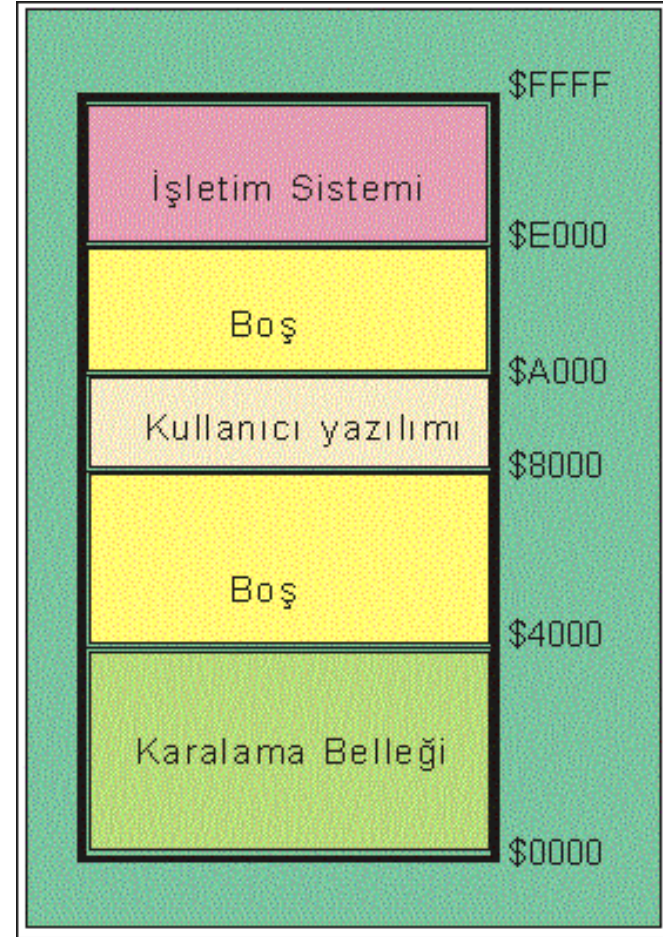 $FFFF
İşletim Sistemi
$E000
Boş
$A000
Kullanıcı yazılımı
$8000
Boş
$4000
Karalama Belleği
$0000